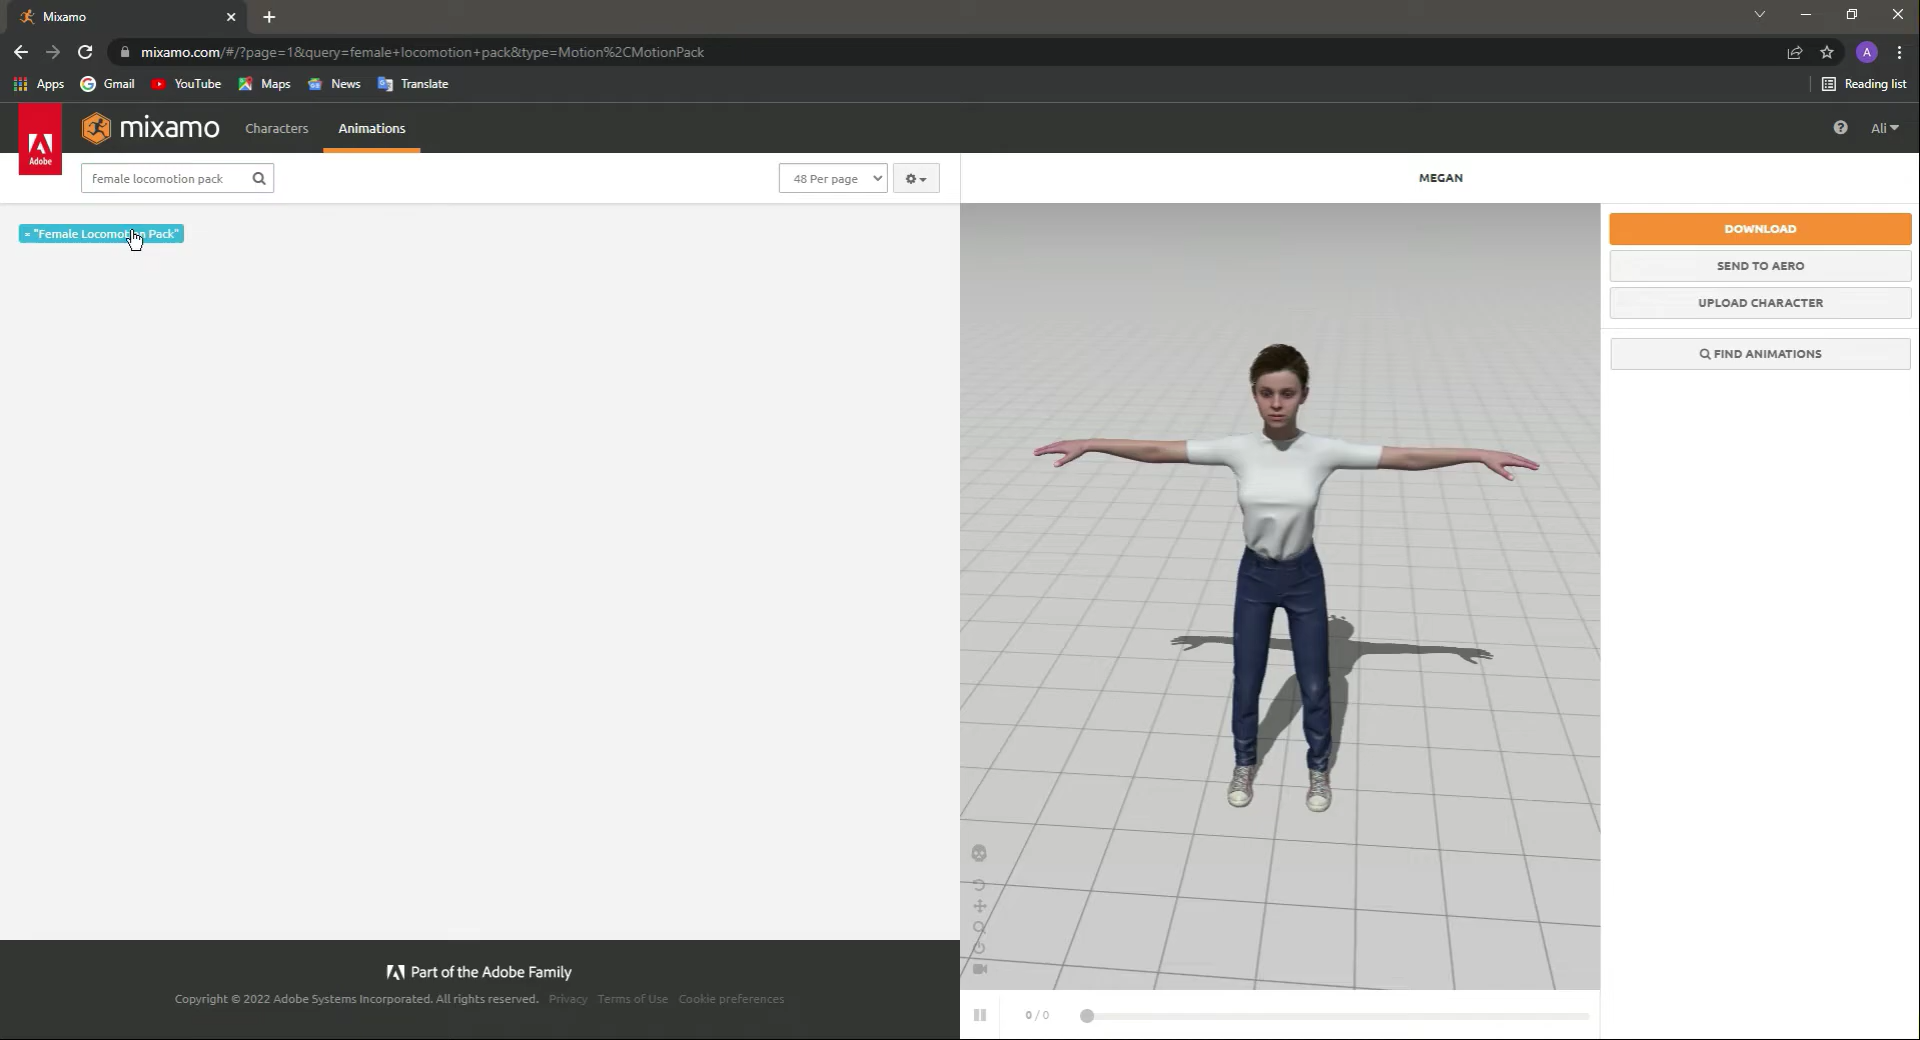 Mixamo
mixamo.com/#/?page=1&query=female+locomotion+pack&type=Motion%2CMotionPack
A
Apps Gmail YouTube Maps News Translate Reading list
Adobe
mixamo Characters Animations Ali
female locomotion pack 48 Per page MEGAN
× "Female Locomotion Pack"
DOWNLOAD
SEND TO AERO
UPLOAD CHARACTER
FIND ANIMATIONS
Part of the Adobe Family
Copyright © 2022 Adobe Systems Incorporated. All rights reserved. Privacy Terms of Use Cookie preferences
0 / 0